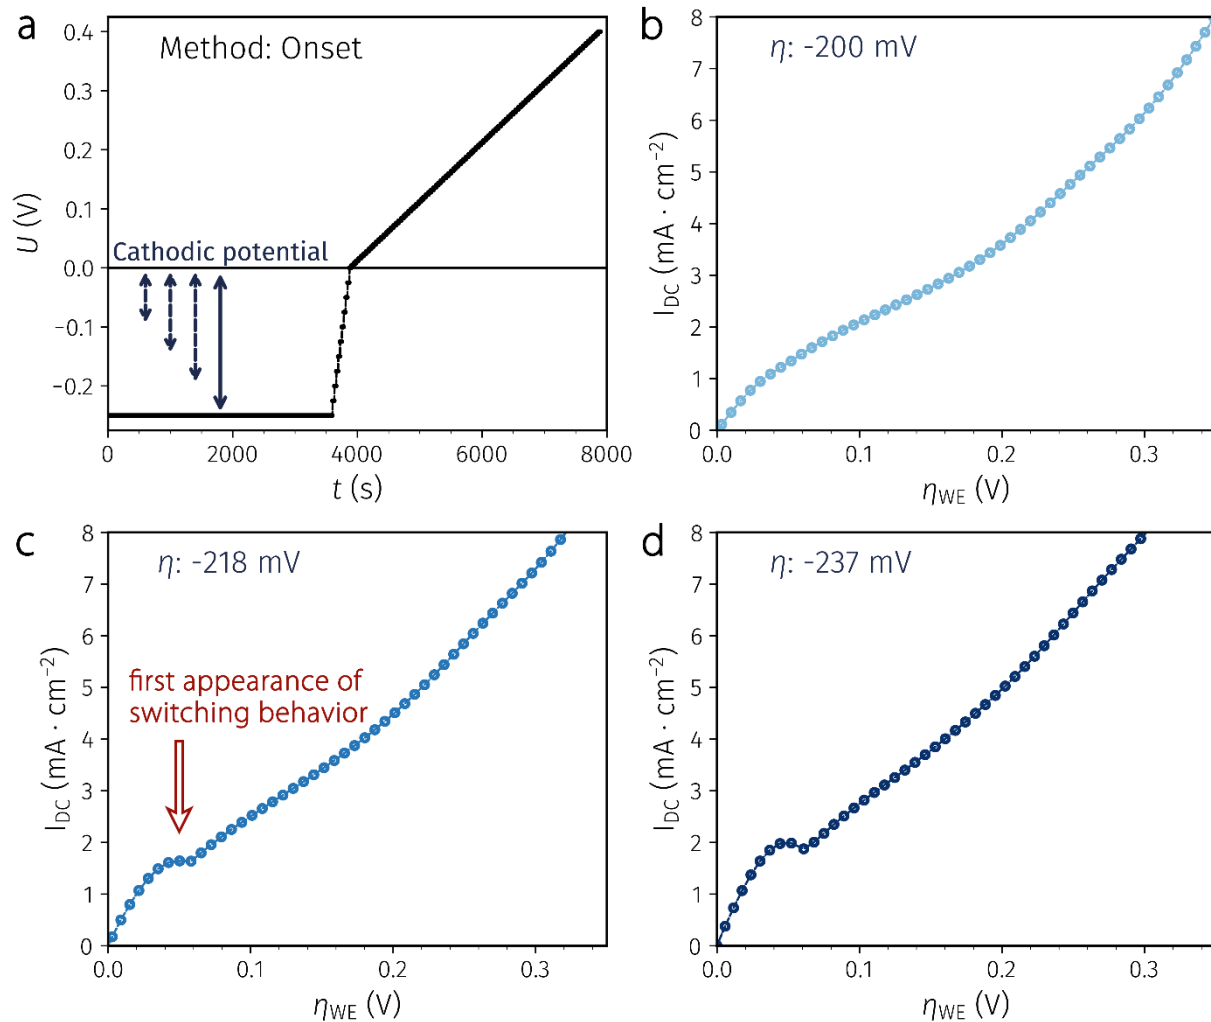 a
Method: Onset
0.4
0.3
0.2
0.1
0.0
−0.1
−0.2
U (V)
Cathodic potential
0
2000
4000
6000
8000
t (s)
b
η: -200 mV
8
7
6
5
4
3
2
1
0
I_DC (mA · cm⁻²)
0.0
0.1
0.2
0.3
η_WE (V)
c
η: -218 mV
8
7
6
5
4
3
2
1
0
I_DC (mA · cm⁻²)
first appearance of
switching behavior
0.0
0.1
0.2
0.3
η_WE (V)
d
η: -237 mV
8
7
6
5
4
3
2
1
0
I_DC (mA · cm⁻²)
0.0
0.1
0.2
0.3
η_WE (V)